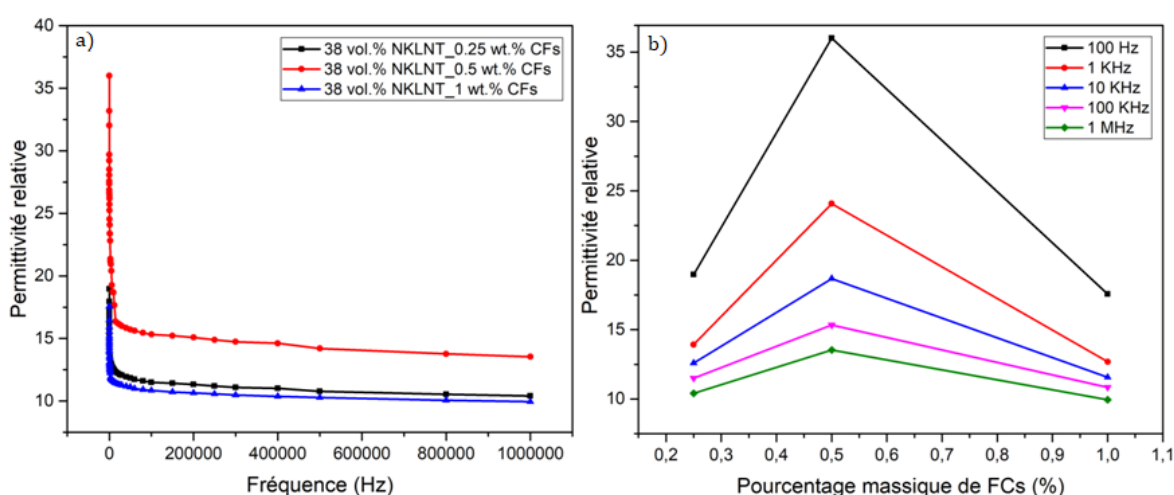 a)
38 vol.% NKLNT_0.25 wt.% CFs
38 vol.% NKLNT_0.5 wt.% CFs
38 vol.% NKLNT_1 wt.% CFs
Permittivité relative
40
35
30
25
20
15
10
0
200000
400000
600000
800000
1000000
Fréquence (Hz)
b)
100 Hz
1 KHz
10 KHz
100 KHz
1 MHz
Permittivité relative
35
30
25
20
15
10
0,2
0,3
0,4
0,5
0,6
0,7
0,8
0,9
1,0
1,1
Pourcentage massique de FCs (%)